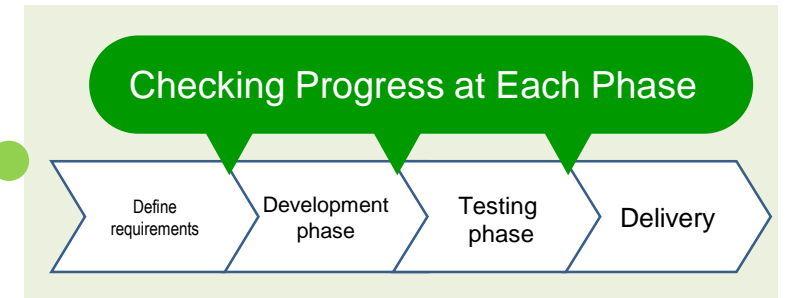 Checking Progress at Each Phase
Define
requirements
Development
phase
Testing
phase
Delivery